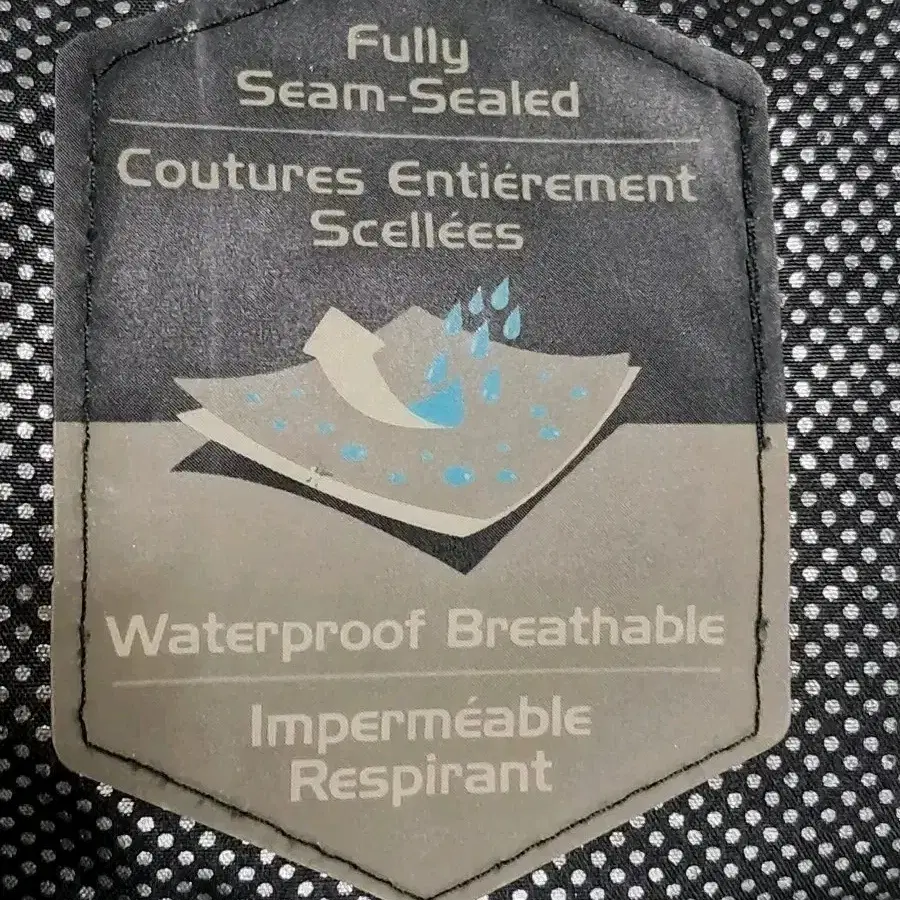 Fully
Seam-Sealed
Coutures Entiérement
Scellées
Waterproof Breathable
Imperméable
Respirant